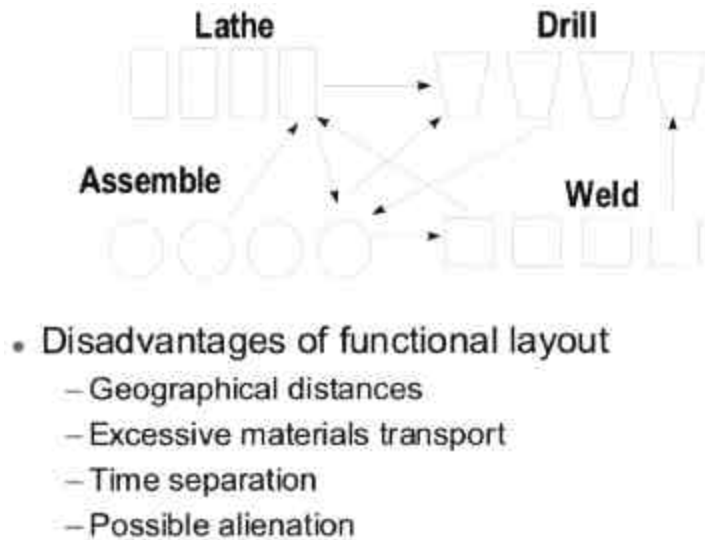 Lathe Drill
Assemble
Weld
• Disadvantages of functional layout
– Geographical distances
– Excessive materials transport
– Time separation
– Possible alienation